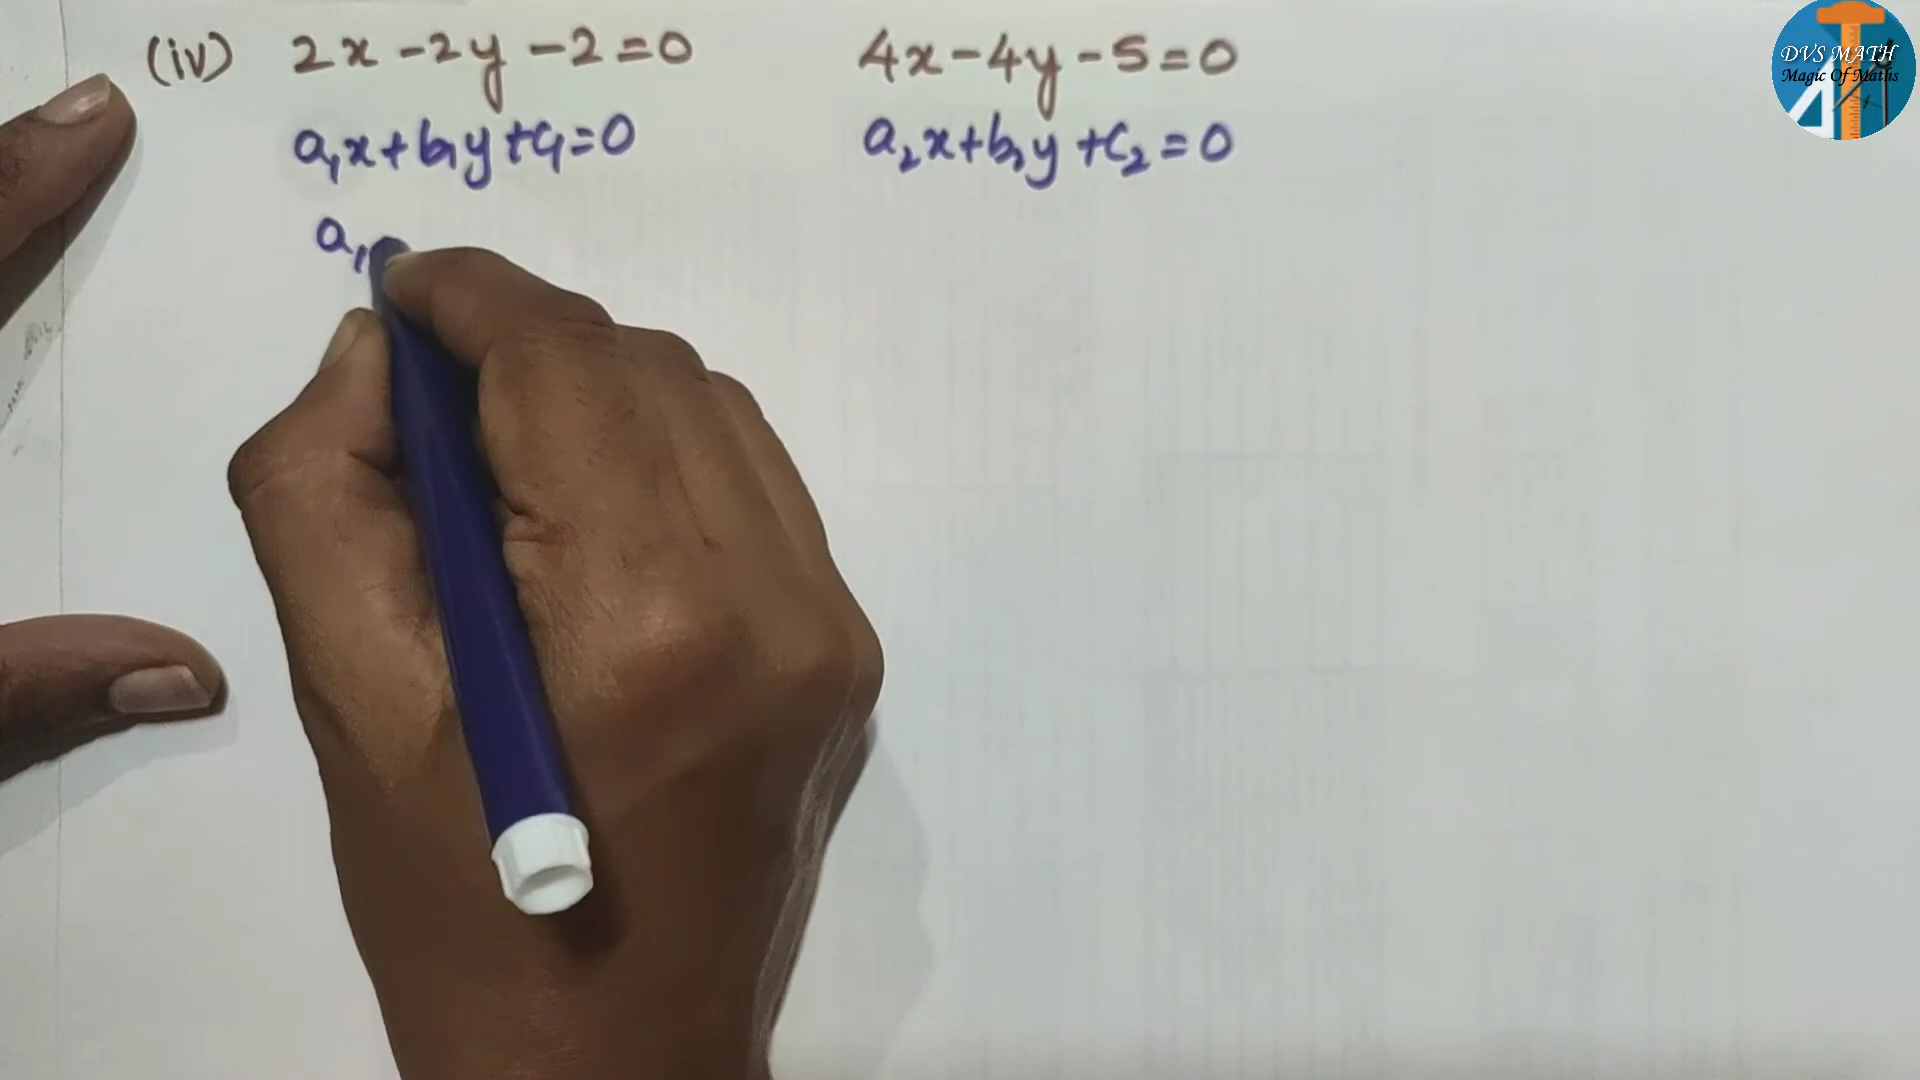 (iv) 2x - 2y - 2 = 0 4x - 4y - 5 = 0
a₁x + b₁y + c₁ = 0 a₂x + b₂y + c₂ = 0
a₁
DVS MATH
Magic Of Maths